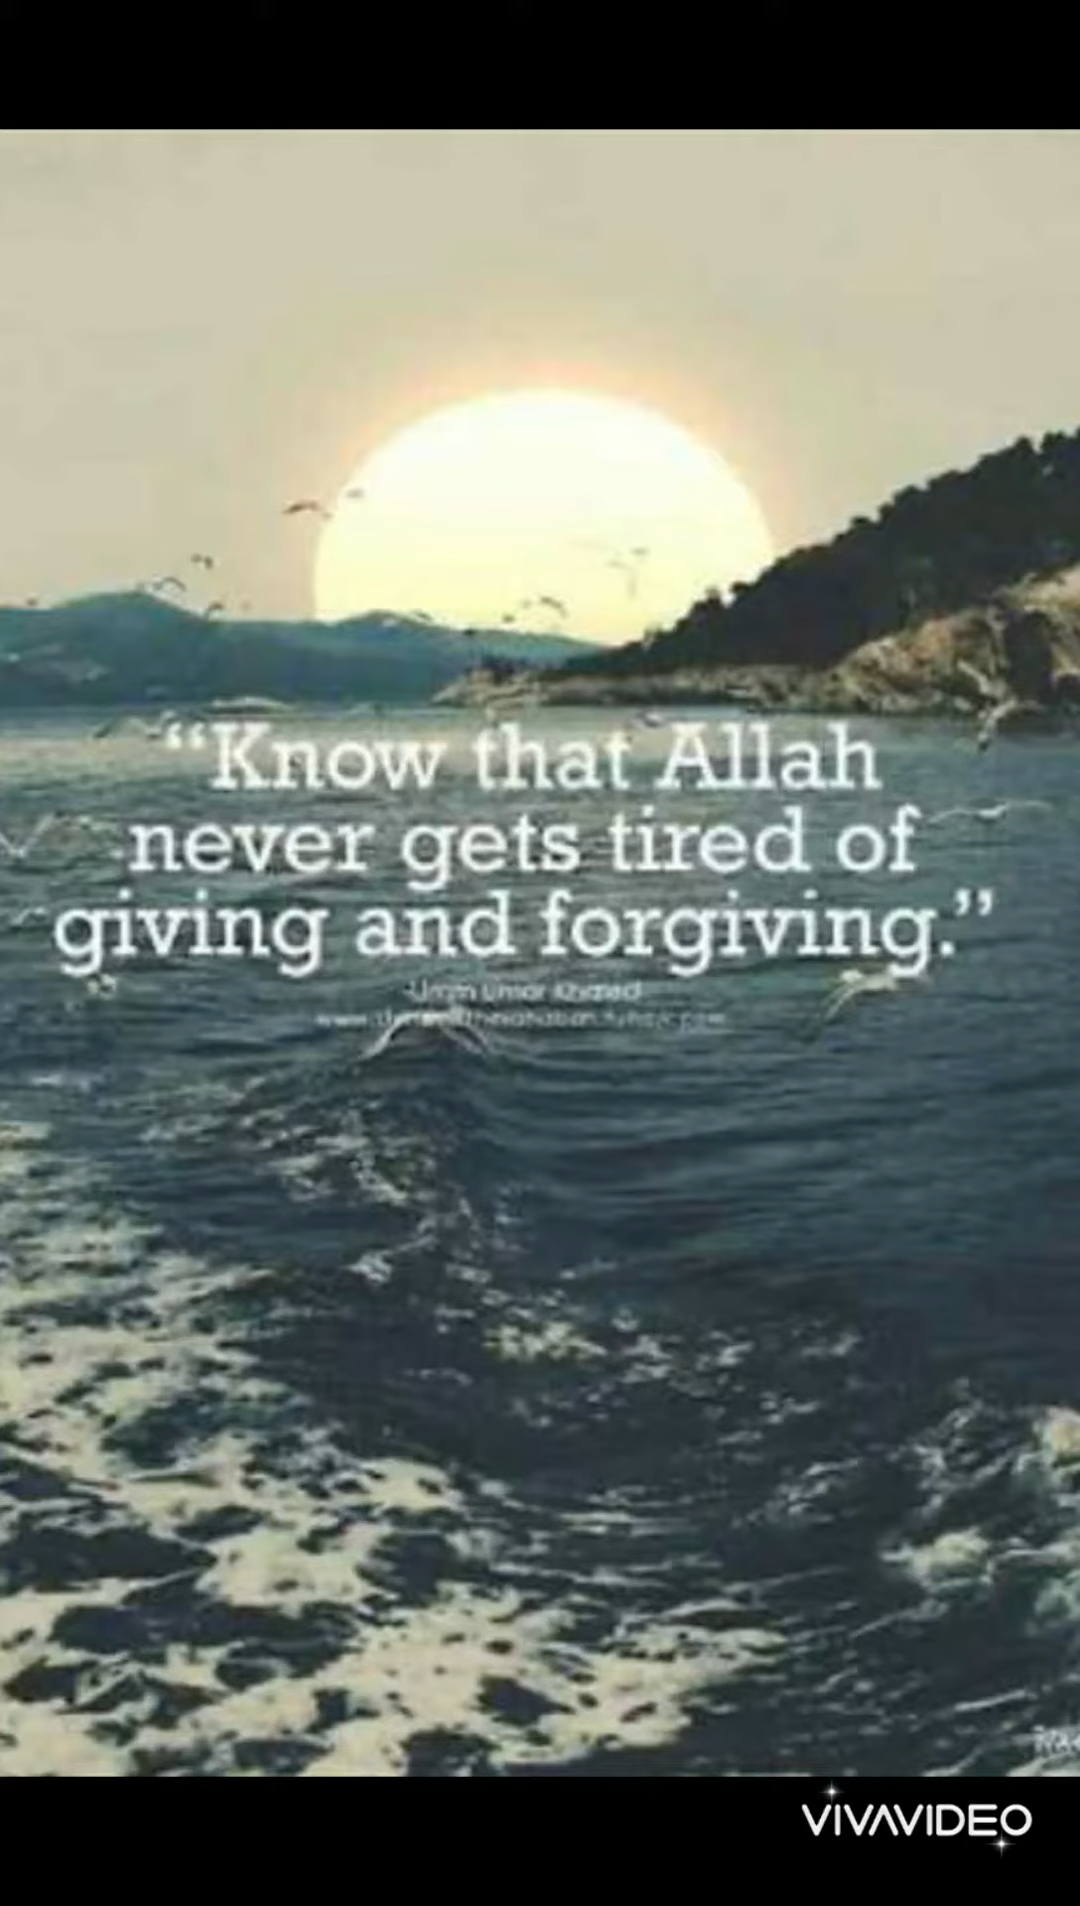 “Know that Allah
never gets tired of
giving and forgiving.”
VIVAVIDEO